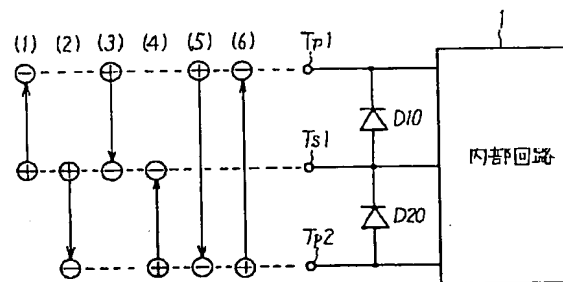 1
(1) (2) (3) (4) (5) (6) Tp1
− + + −
D10
+ + − − Ts1
内部回路
D20
− + − + Tp2